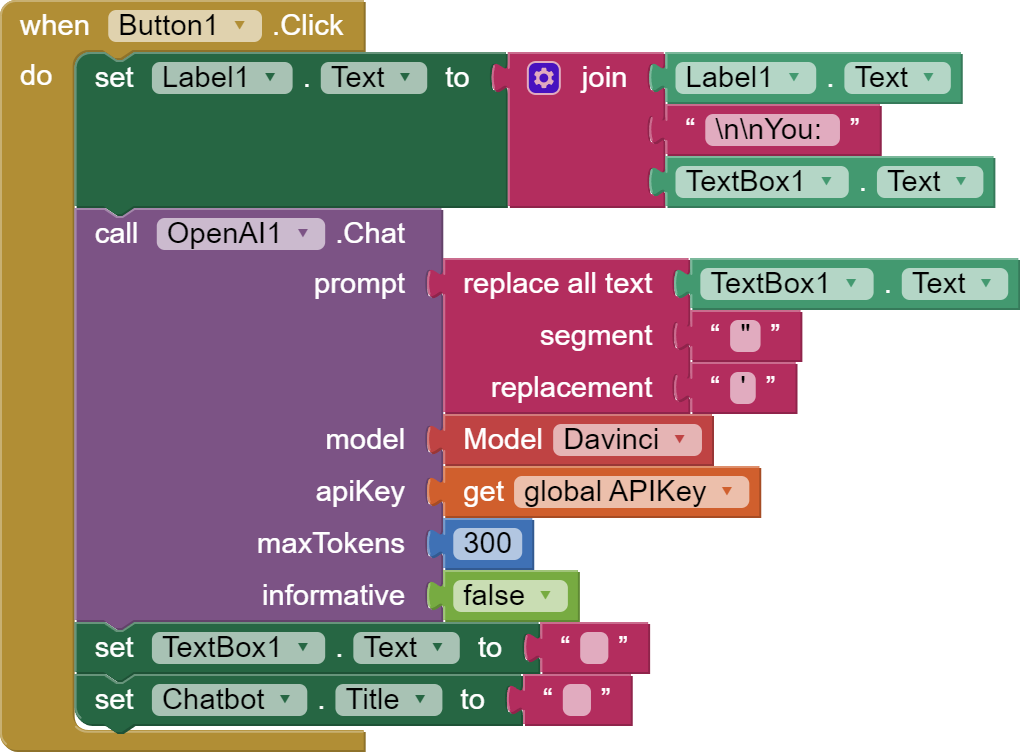 when Button1 .Click
do set Label1 . Text to join Label1 . Text
“ \n\nYou: ”
TextBox1 . Text
call OpenAI1 .Chat
prompt replace all text TextBox1 . Text
segment “ " ”
replacement “ ' ”
model Model Davinci
apiKey get global APIKey
maxTokens 300
informative false
set TextBox1 . Text to “ ”
set Chatbot . Title to “ ”